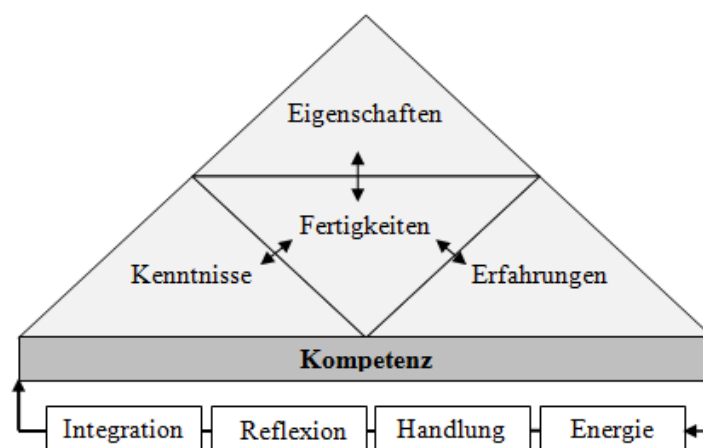 Eigenschaften
Fertigkeiten
Kenntnisse
Erfahrungen
Kompetenz
Integration
Reflexion
Handlung
Energie